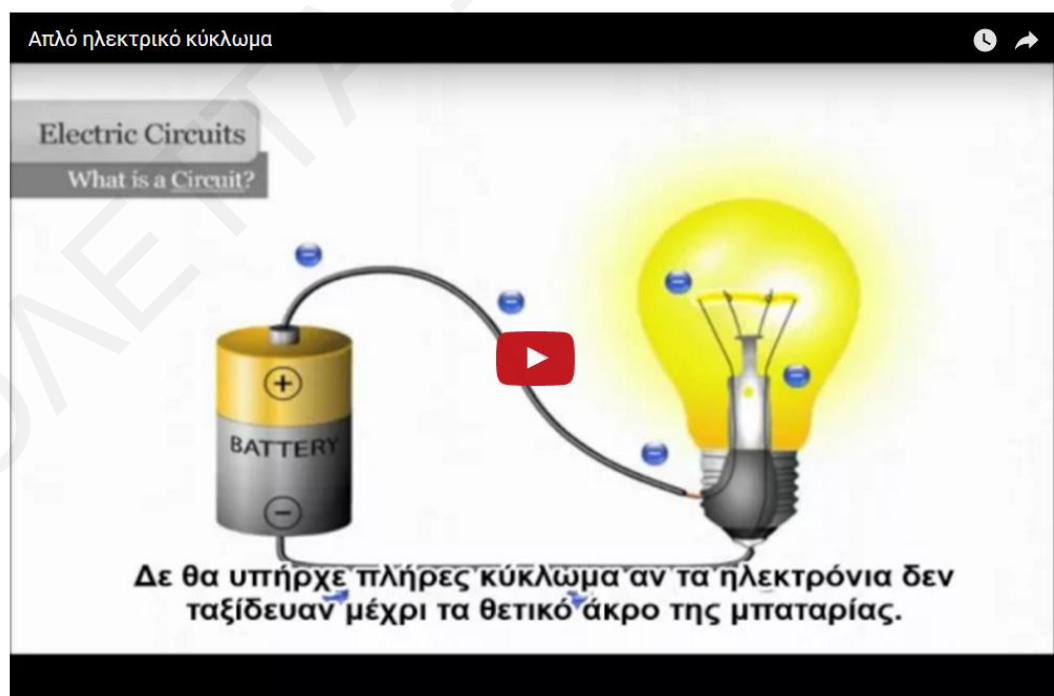 Απλό ηλεκτρικό κύκλωμα
Electric Circuits
What is a Circuit?
+
BATTERY
−
Δε θα υπήρχε πλήρες κύκλωμα αν τα ηλεκτρόνια δεν
ταξίδευαν μέχρι τα θετικό άκρο της μπαταρίας.